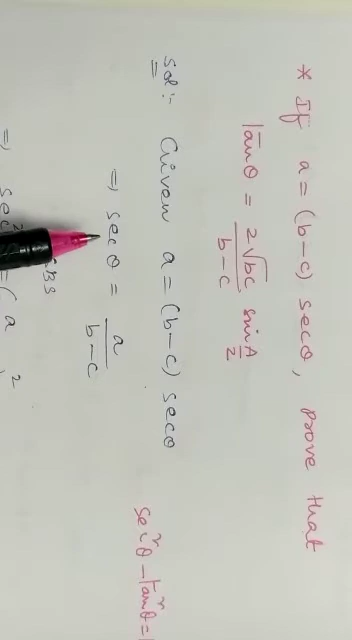 * If a = (b-c) secθ, prove that
tanθ = 2√bc / b-c sin A/2
Sol:- Given a = (b-c) secθ
⇒ secθ = a / b-c
sec²θ - tan²θ = 1